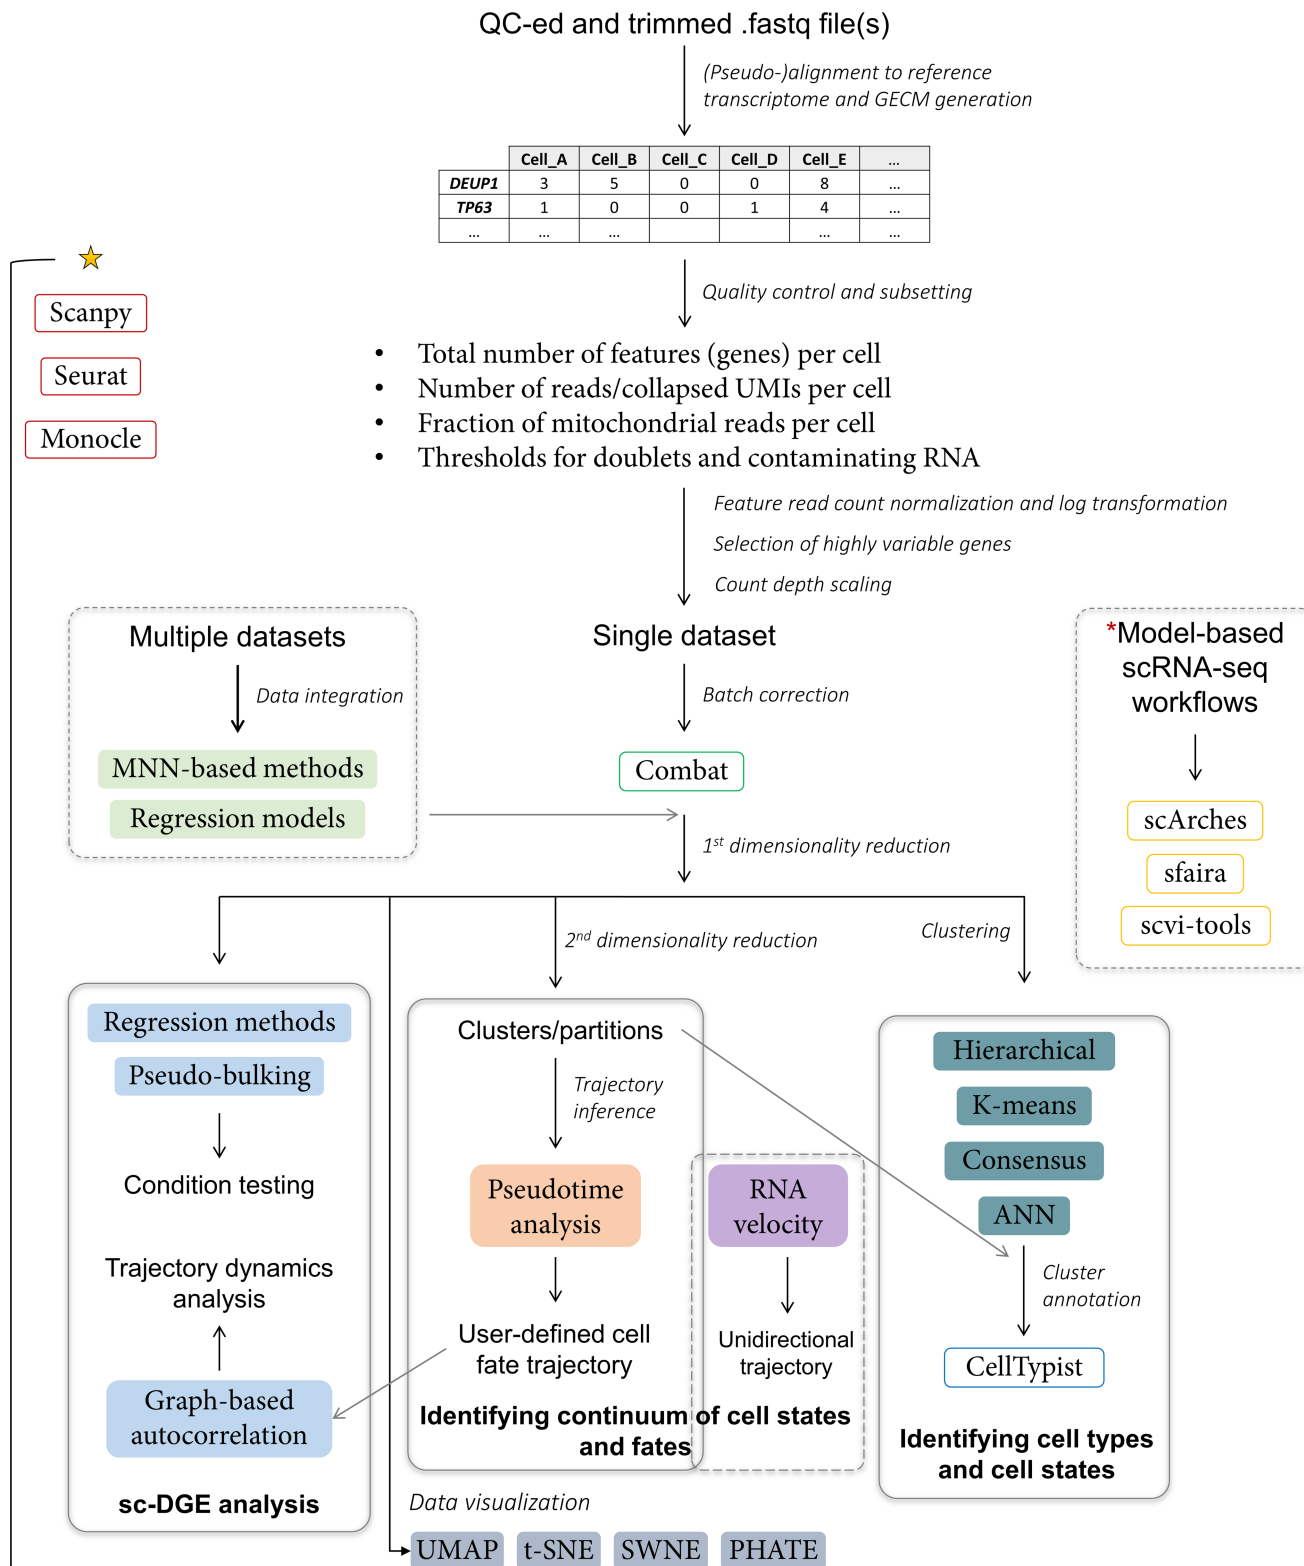 QC-ed and trimmed .fastq file(s)
(Pseudo-)alignment to reference
transcriptome and GECM generation
Cell_A Cell_B Cell_C Cell_D Cell_E ...
DEUP1 3 5 0 0 8 ...
TP63 1 0 0 1 4 ...
... ... ... ... ...
Quality control and subsetting
Scanpy
Seurat
Monocle
• Total number of features (genes) per cell
• Number of reads/collapsed UMIs per cell
• Fraction of mitochondrial reads per cell
• Thresholds for doublets and contaminating RNA
Feature read count normalization and log transformation
Selection of highly variable genes
Count depth scaling
Multiple datasets
Data integration
MNN-based methods
Regression models
Single dataset
Batch correction
Combat
1st dimensionality reduction
*Model-based
scRNA-seq
workflows
scArches
sfaira
scvi-tools
2nd dimensionality reduction
Clustering
Regression methods
Pseudo-bulking
Condition testing
Trajectory dynamics
analysis
Graph-based
autocorrelation
sc-DGE analysis
Clusters/partitions
Trajectory
inference
Pseudotime
analysis
User-defined cell
fate trajectory
RNA
velocity
Unidirectional
trajectory
Identifying continuum of cell states
and fates
Hierarchical
K-means
Consensus
ANN
Cluster
annotation
CellTypist
Identifying cell types
and cell states
Data visualization
UMAP t-SNE SWNE PHATE